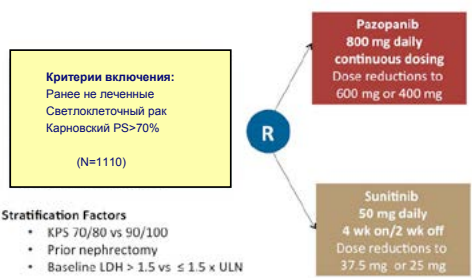 Критерии включения:
Ранее не леченные
Светлоклеточный рак
Карновский PS>70%
(N=1110)
Stratification Factors
• KPS 70/80 vs 90/100
• Prior nephrectomy
• Baseline LDH > 1.5 vs ≤ 1.5 x ULN
R
Pazopanib
800 mg daily
continuous dosing
Dose reductions to
600 mg or 400 mg
Sunitinib
50 mg daily
4 wk on/2 wk off
Dose reductions to
37.5 mg or 25 mg